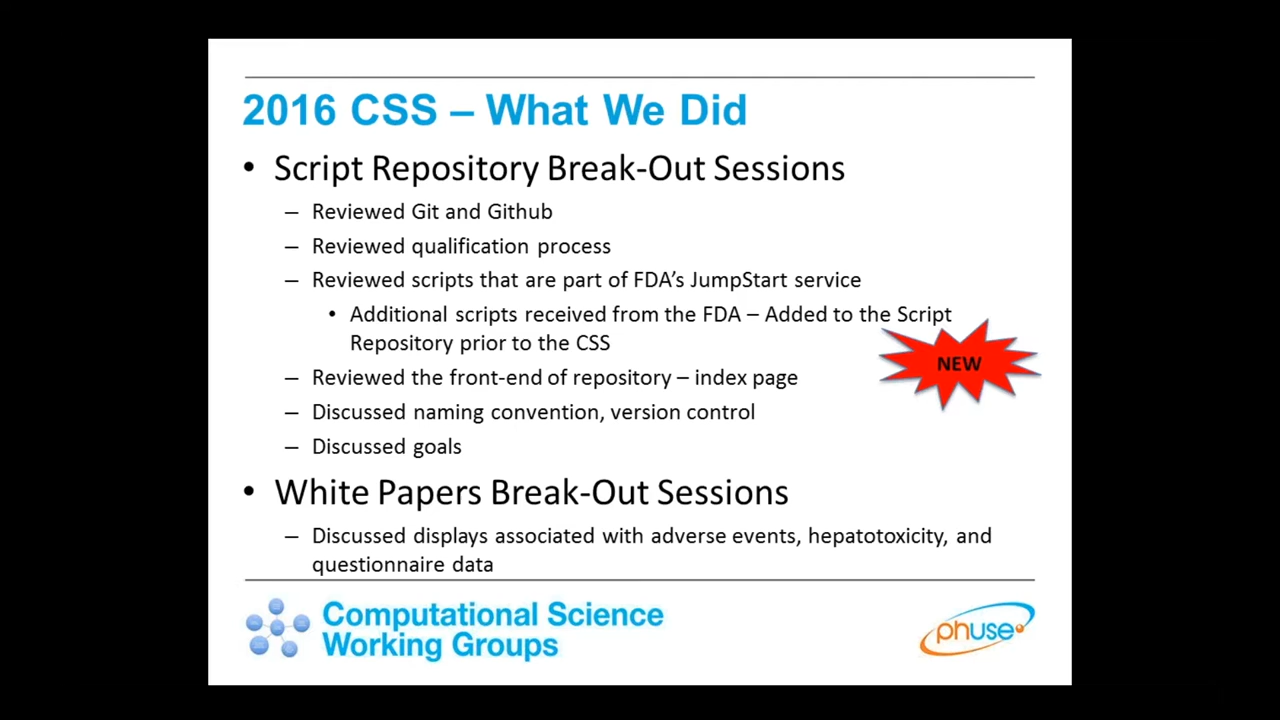 2016 CSS – What We Did
• Script Repository Break-Out Sessions
– Reviewed Git and Github
– Reviewed qualification process
– Reviewed scripts that are part of FDA’s JumpStart service
• Additional scripts received from the FDA – Added to the Script
Repository prior to the CSS
NEW
– Reviewed the front-end of repository – index page
– Discussed naming convention, version control
– Discussed goals
• White Papers Break-Out Sessions
– Discussed displays associated with adverse events, hepatotoxicity, and
questionnaire data
Computational Science
Working Groups
phuse